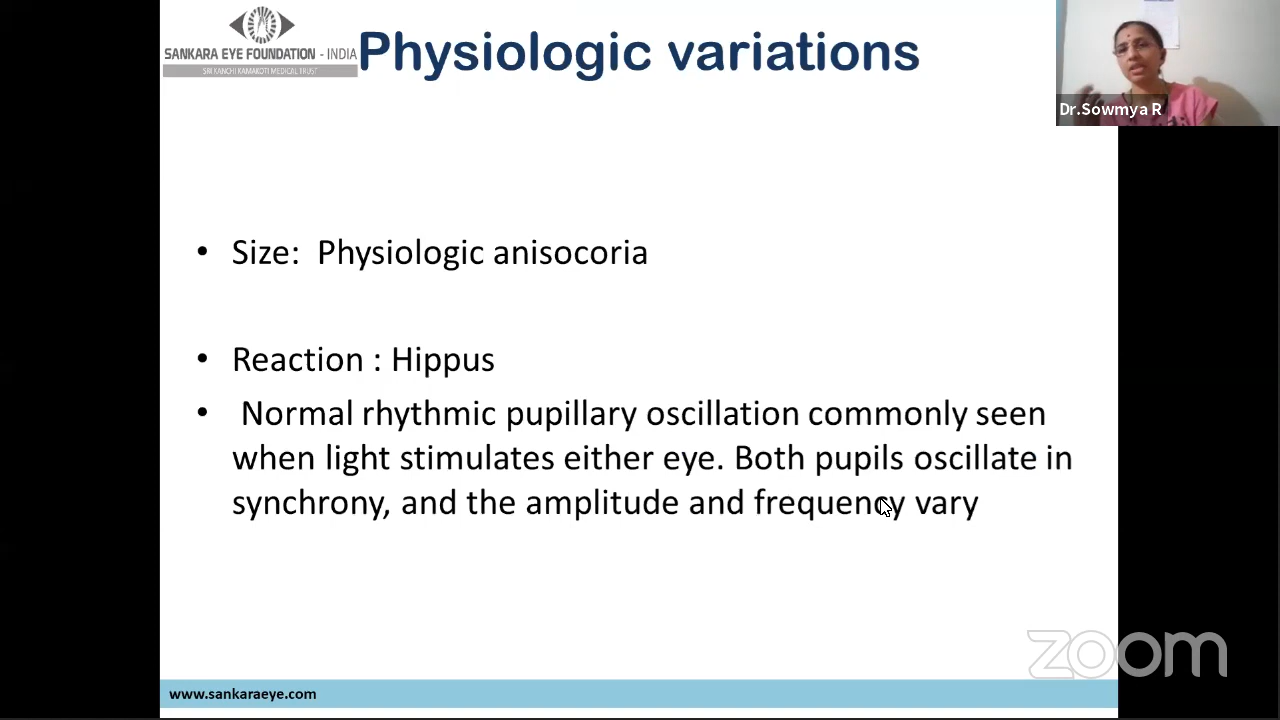 SANKARA EYE FOUNDATION - INDIA
SRI KANCHI KAMAKOTI MEDICAL TRUST
Physiologic variations
Dr.Sowmya R
• Size: Physiologic anisocoria
• Reaction : Hippus
• Normal rhythmic pupillary oscillation commonly seen
when light stimulates either eye. Both pupils oscillate in
synchrony, and the amplitude and frequency vary
zoom
www.sankaraeye.com